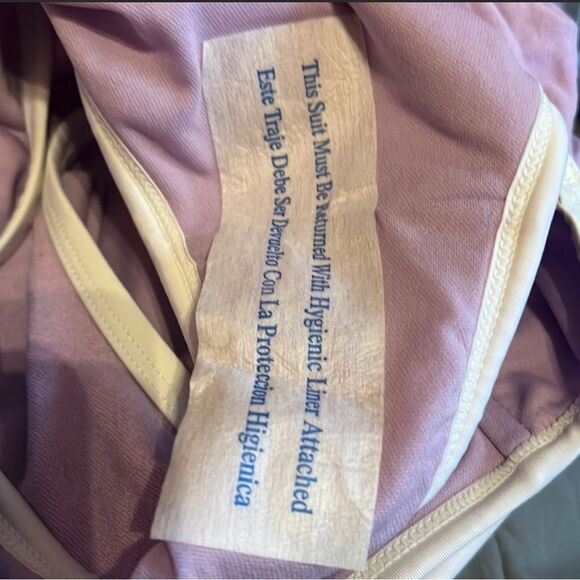 This Suit Must Be Returned With Hygienic Liner Attached
Este Traje Debe Ser Devuelto Con La Proteccion Higienica